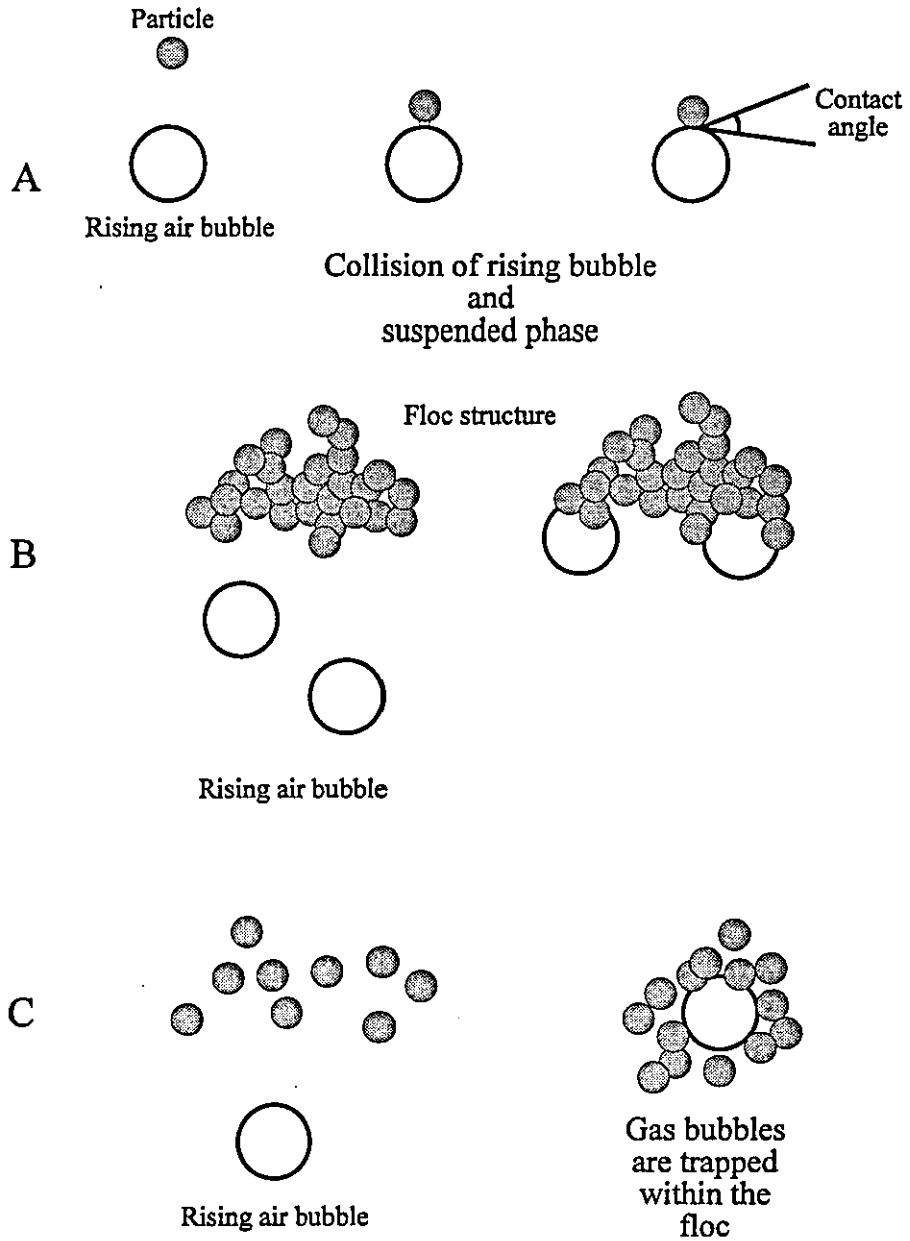 Particle
Contact
angle
A
Rising air bubble
Collision of rising bubble
and
suspended phase
Floc structure
B
Rising air bubble
C
Rising air bubble
Gas bubbles
are trapped
within the
floc